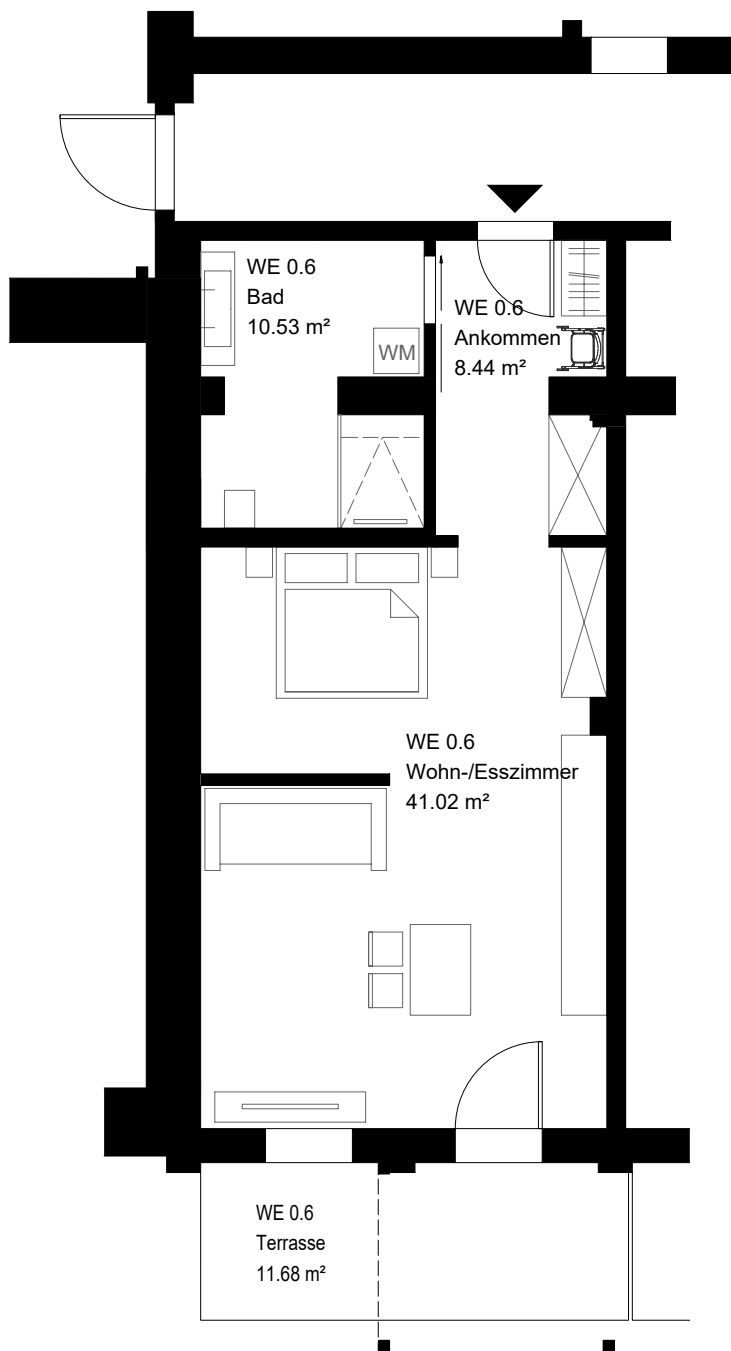 WE 0.6
Bad
10.53 m²
WM
WE 0.6
Ankommen
8.44 m²
WE 0.6
Wohn-/Esszimmer
41.02 m²
WE 0.6
Terrasse
11.68 m²